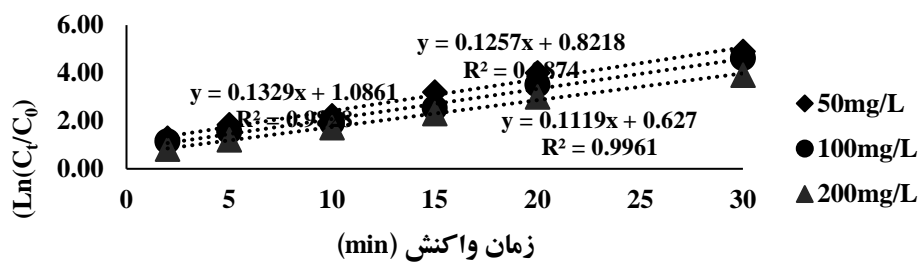 6.00
4.00
2.00
0.00
(Ln(Cₜ/C₀)
y = 0.1257x + 0.8218
R² =
y = 0.1329x + 1.0861
R² =
y = 0.1119x + 0.627
R² = 0.9961
50mg/L
100mg/L
200mg/L
0 5 10 15 20 25 30
زمان واکنش (min)